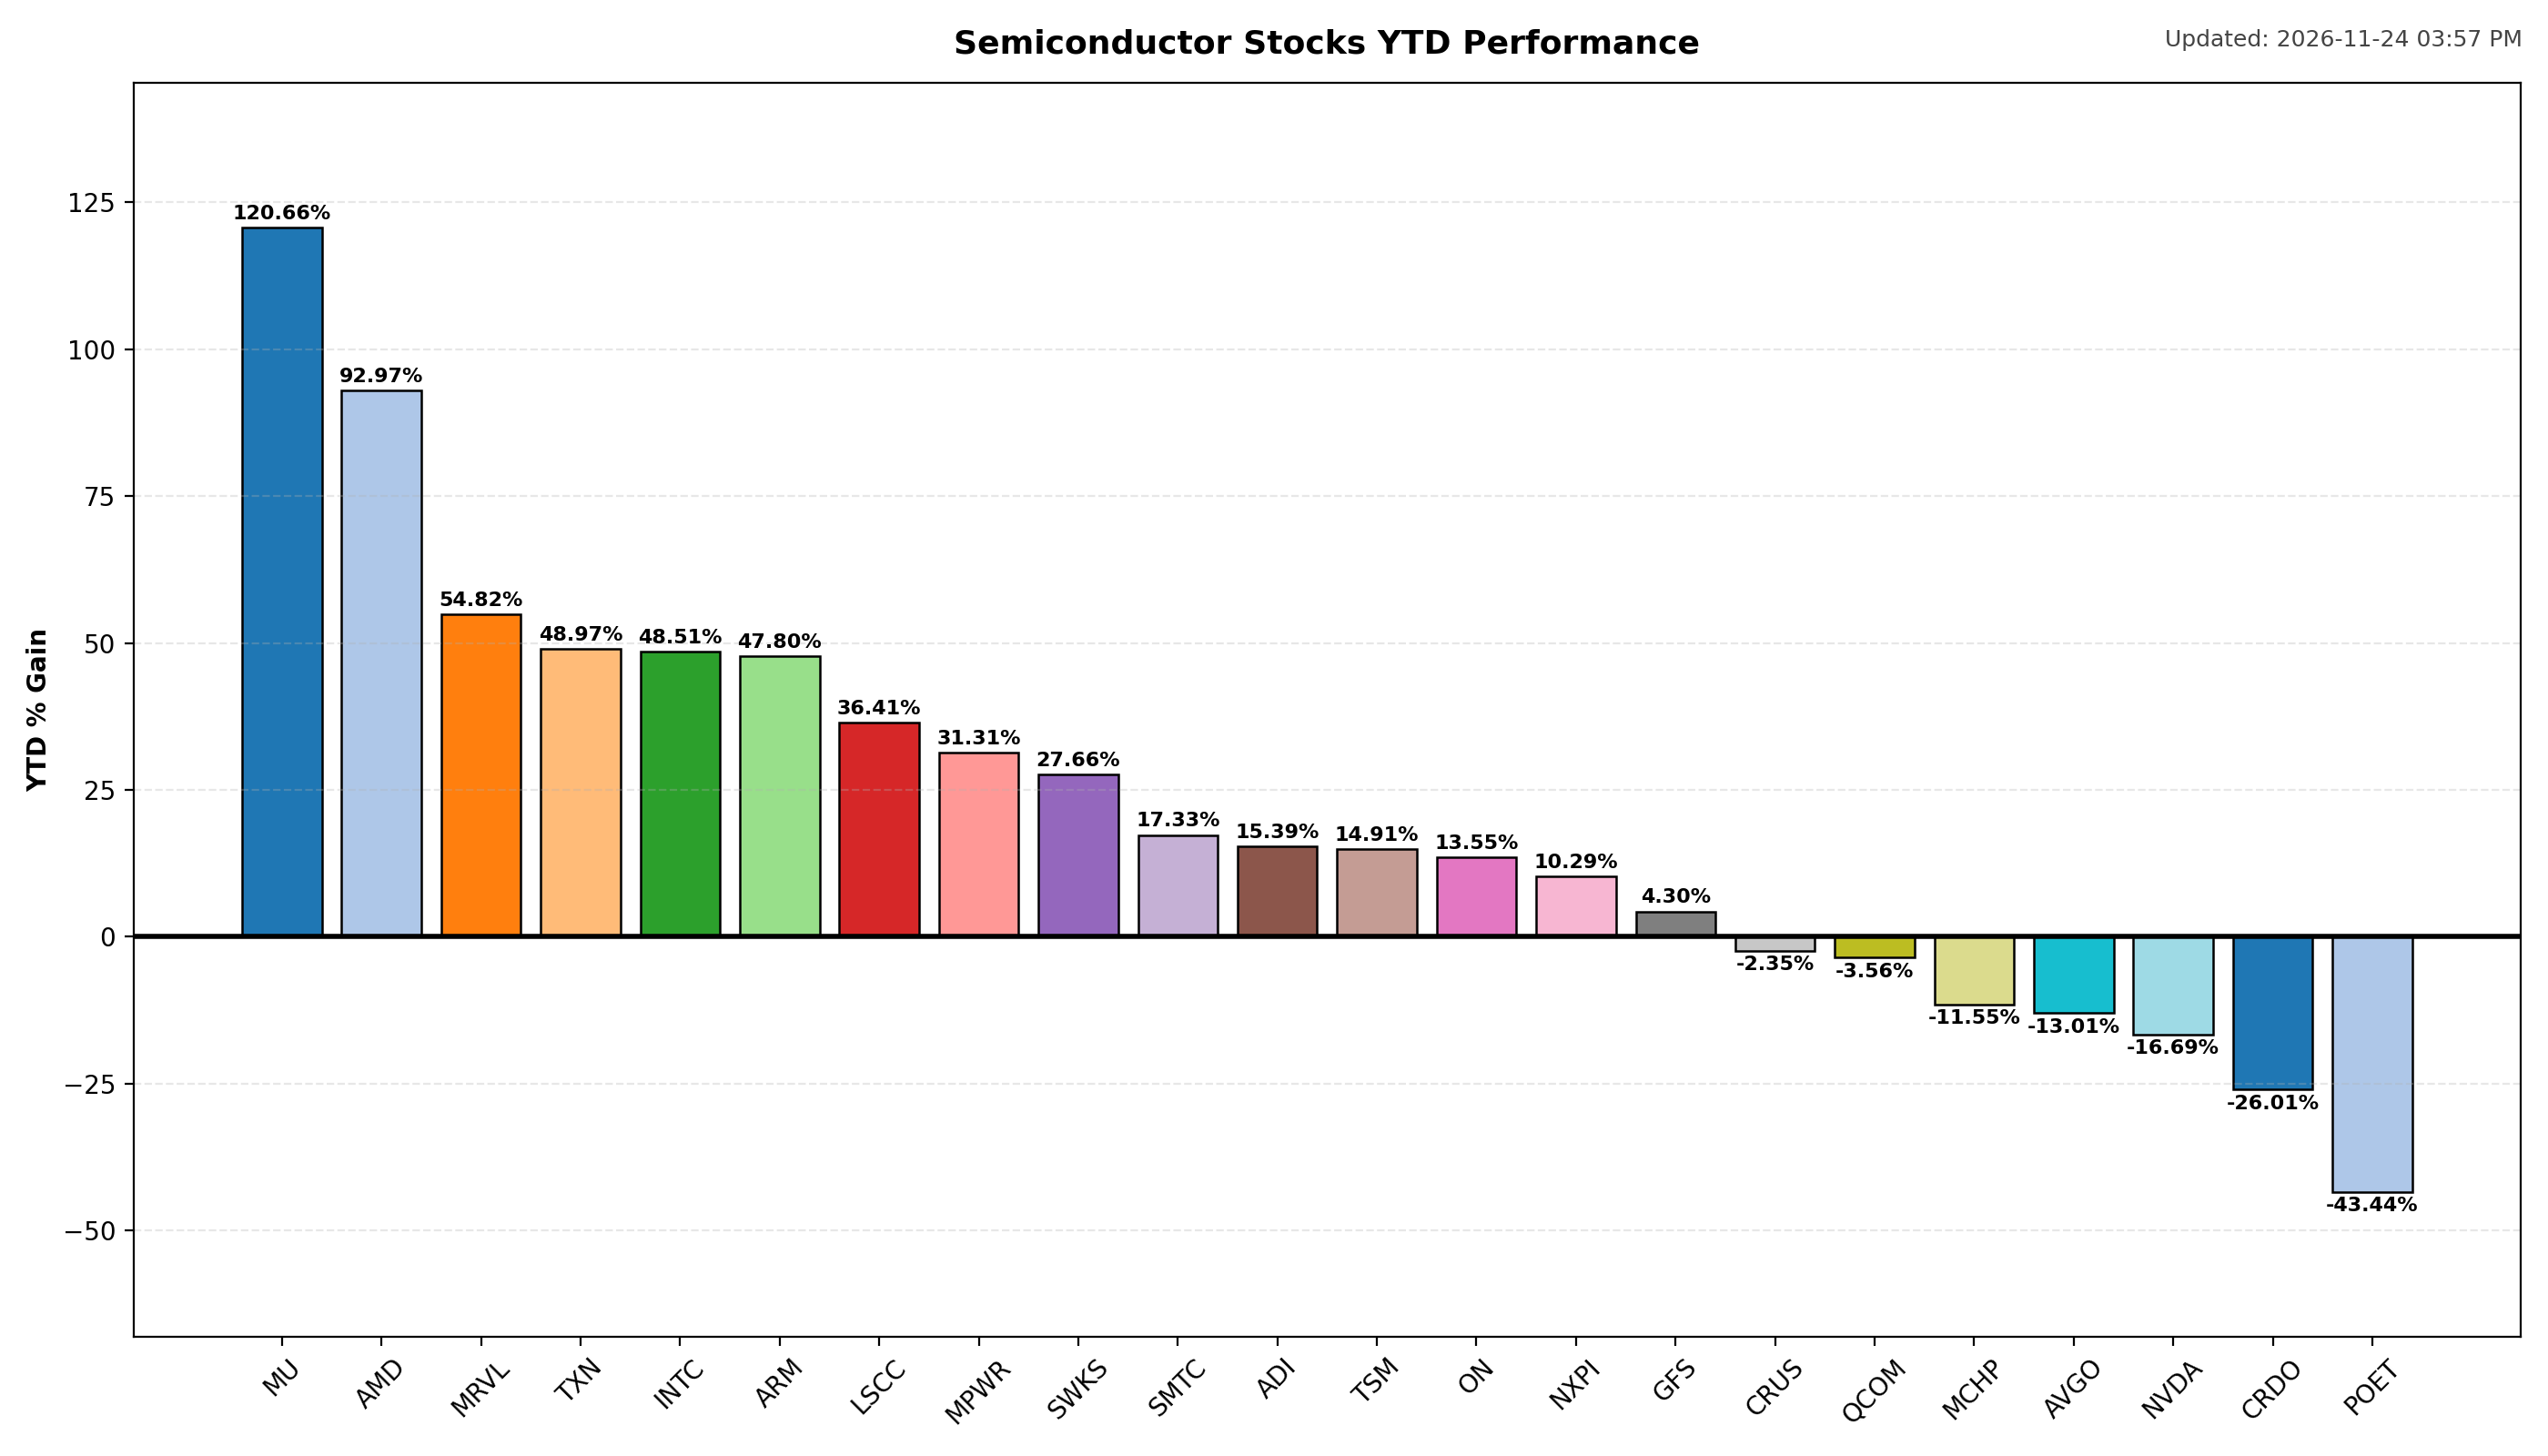 Semiconductor Stocks YTD Performance
Updated: 2026-11-24 03:57 PM
YTD % Gain
125
100
75
50
25
0
−25
−50
120.66%
92.97%
54.82%
48.97%
48.51%
47.80%
36.41%
31.31%
27.66%
17.33%
15.39%
14.91%
13.55%
10.29%
4.30%
-2.35%
-3.56%
-11.55%
-13.01%
-16.69%
-26.01%
-43.44%
MU
AMD
MRVL
TXN
INTC
ARM
LSCC
MPWR
SWKS
SMTC
ADI
TSM
ON
NXPI
GFS
CRUS
QCOM
MCHP
AVGO
NVDA
CRDO
POET